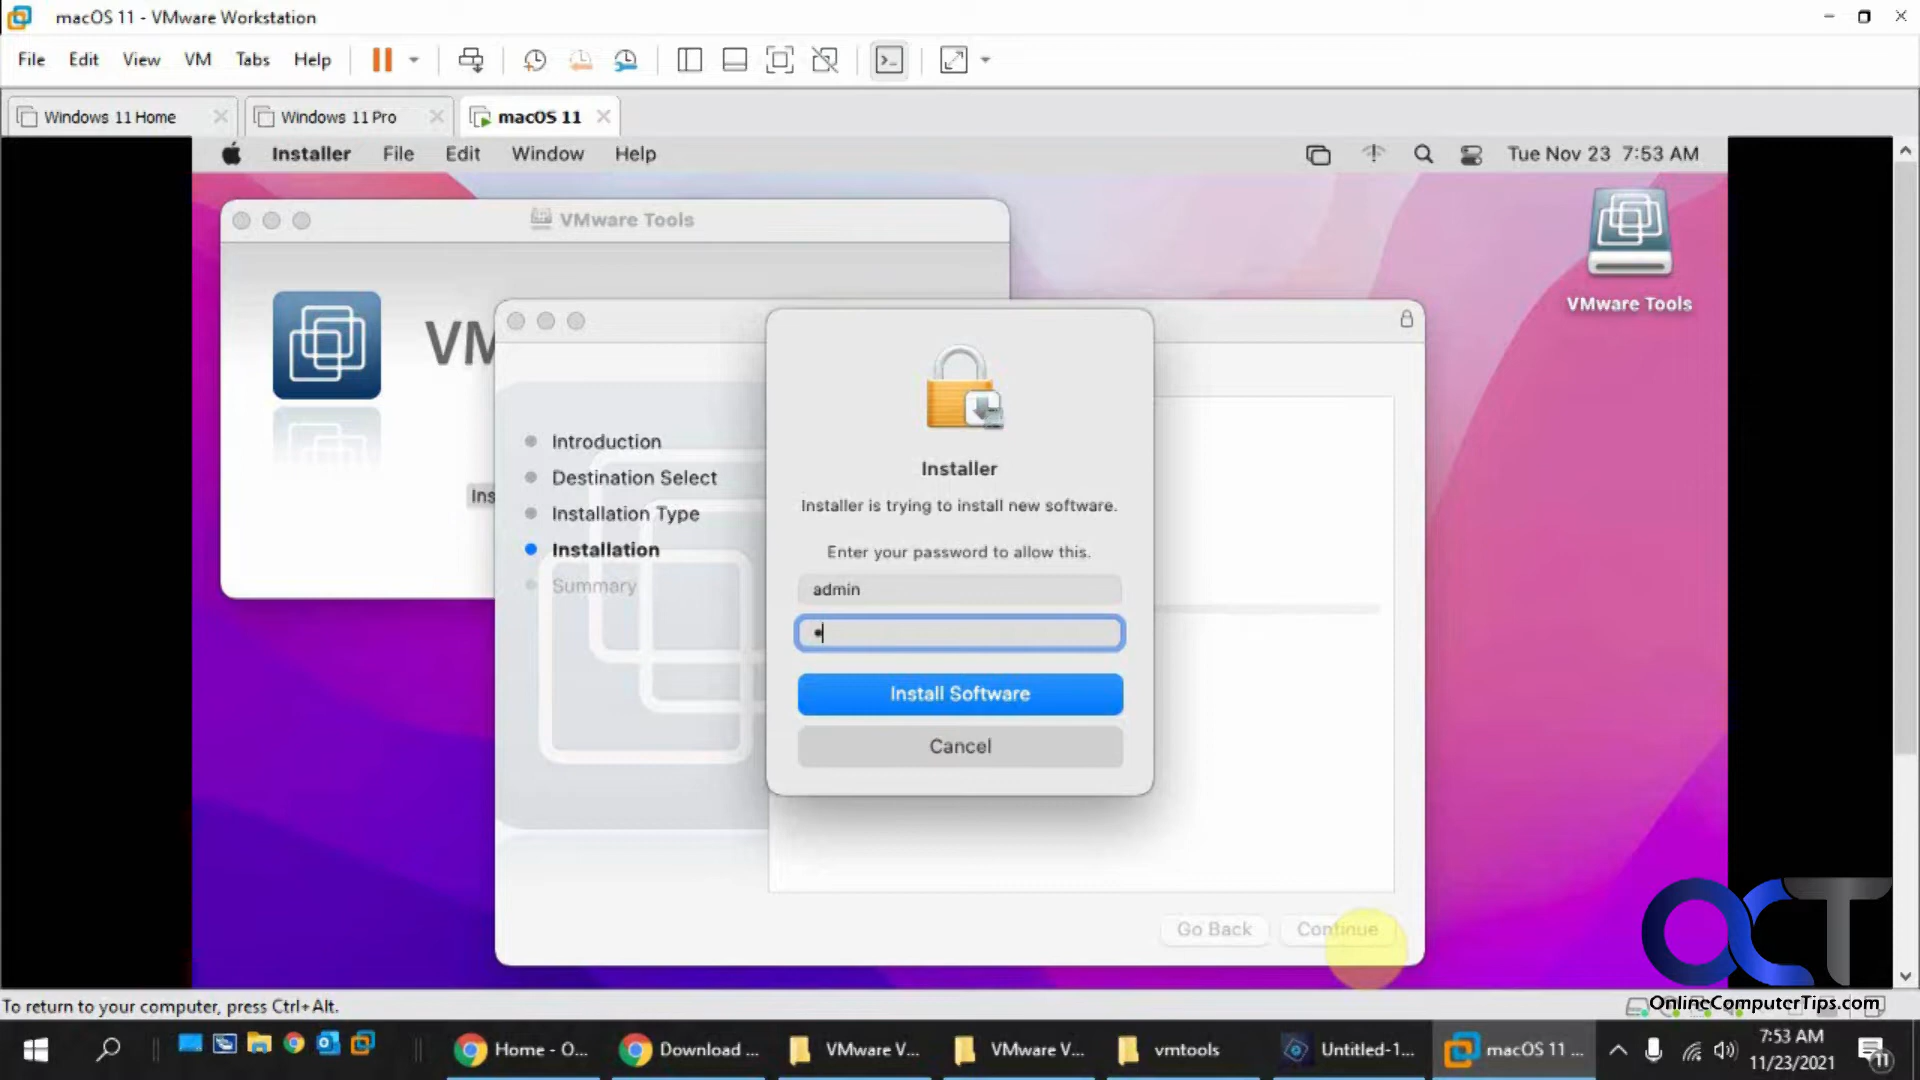 macOS 11 - VMware Workstation
File Edit View VM Tabs Help
Windows 11 Home Windows 11 Pro macOS 11
Installer File Edit Window Help Tue Nov 23 7:53 AM
VMware Tools
VMware Tools
VM
Ins
Introduction
Destination Select
Installation Type
Installation
Summary
Installer
Installer is trying to install new software.
Enter your password to allow this.
admin
Install Software
Cancel
Go Back Continue
OCT
OnlineComputerTips.com
To return to your computer, press Ctrl+Alt.
Home - O... Download ... VMware V... VMware V... vmtools Untitled-1... macOS 11 ...
7:53 AM
11/23/2021
11